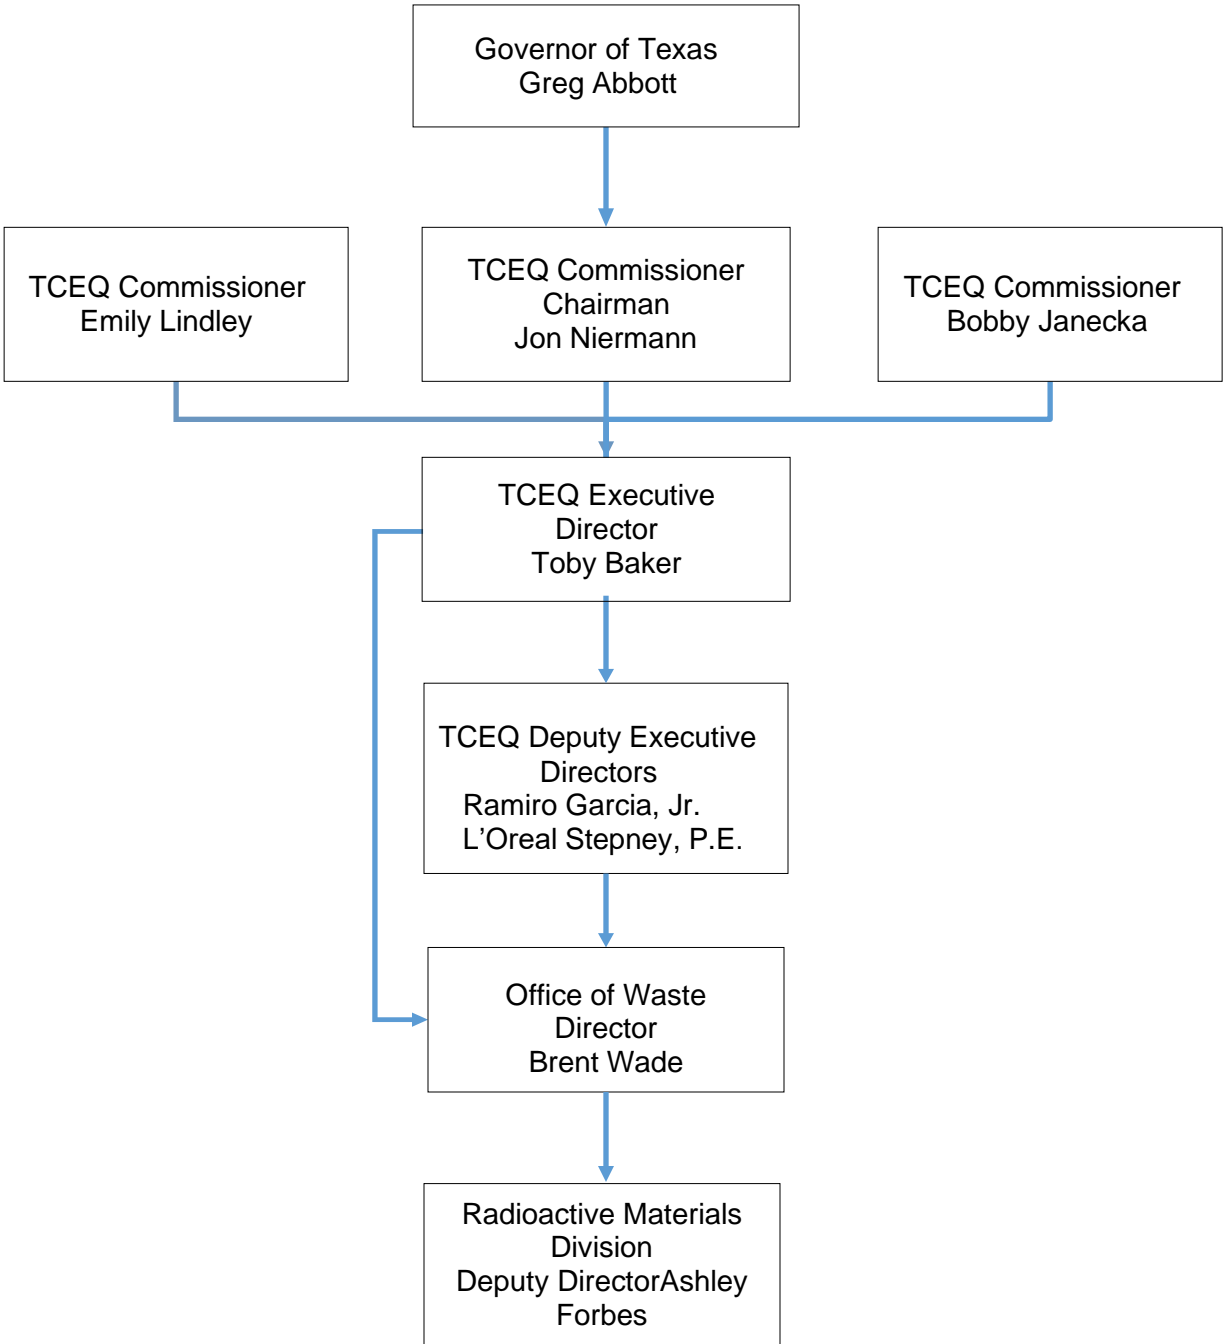 Governor of Texas
Greg Abbott
TCEQ Commissioner
Emily Lindley
TCEQ Commissioner
Chairman
Jon Niermann
TCEQ Commissioner
Bobby Janecka
TCEQ Executive
Director
Toby Baker
TCEQ Deputy Executive
Directors
Ramiro Garcia, Jr.
L’Oreal Stepney, P.E.
Office of Waste
Director
Brent Wade
Radioactive Materials
Division
Deputy DirectorAshley
Forbes